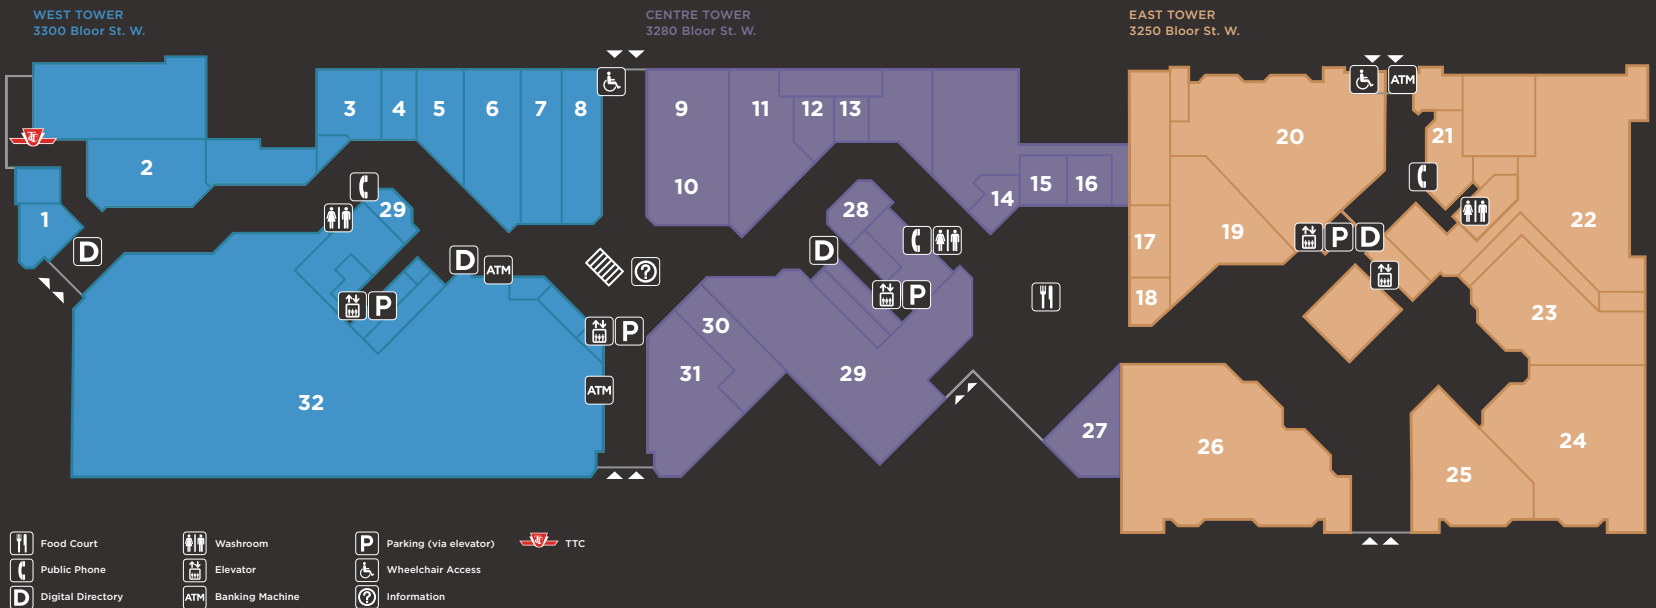 WEST TOWER
3300 Bloor St. W.
CENTRE TOWER
3280 Bloor St. W.
EAST TOWER
3250 Bloor St. W.
ATM
3 4 5 6 7 8 9 11 12 13 20 21
2
10 15 16
1 29 28 14 22
D
17 19
D P D
D ATM
P P
18
30 23
P
31 29
ATM
32
27 26 24
25
Food Court
Washroom
P Parking (via elevator)
TTC
Public Phone
Elevator
Wheelchair Access
D Digital Directory
ATM Banking Machine
? Information